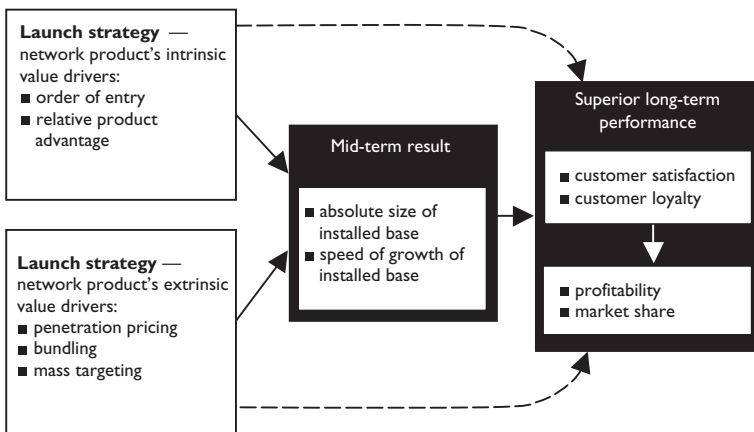 Launch strategy —
network product's intrinsic
value drivers:
■ order of entry
■ relative product
advantage
Launch strategy —
network product's extrinsic
value drivers:
■ penetration pricing
■ bundling
■ mass targeting
Mid-term result
■ absolute size of
installed base
■ speed of growth of
installed base
Superior long-term
performance
■ customer satisfaction
■ customer loyalty
■ profitability
■ market share